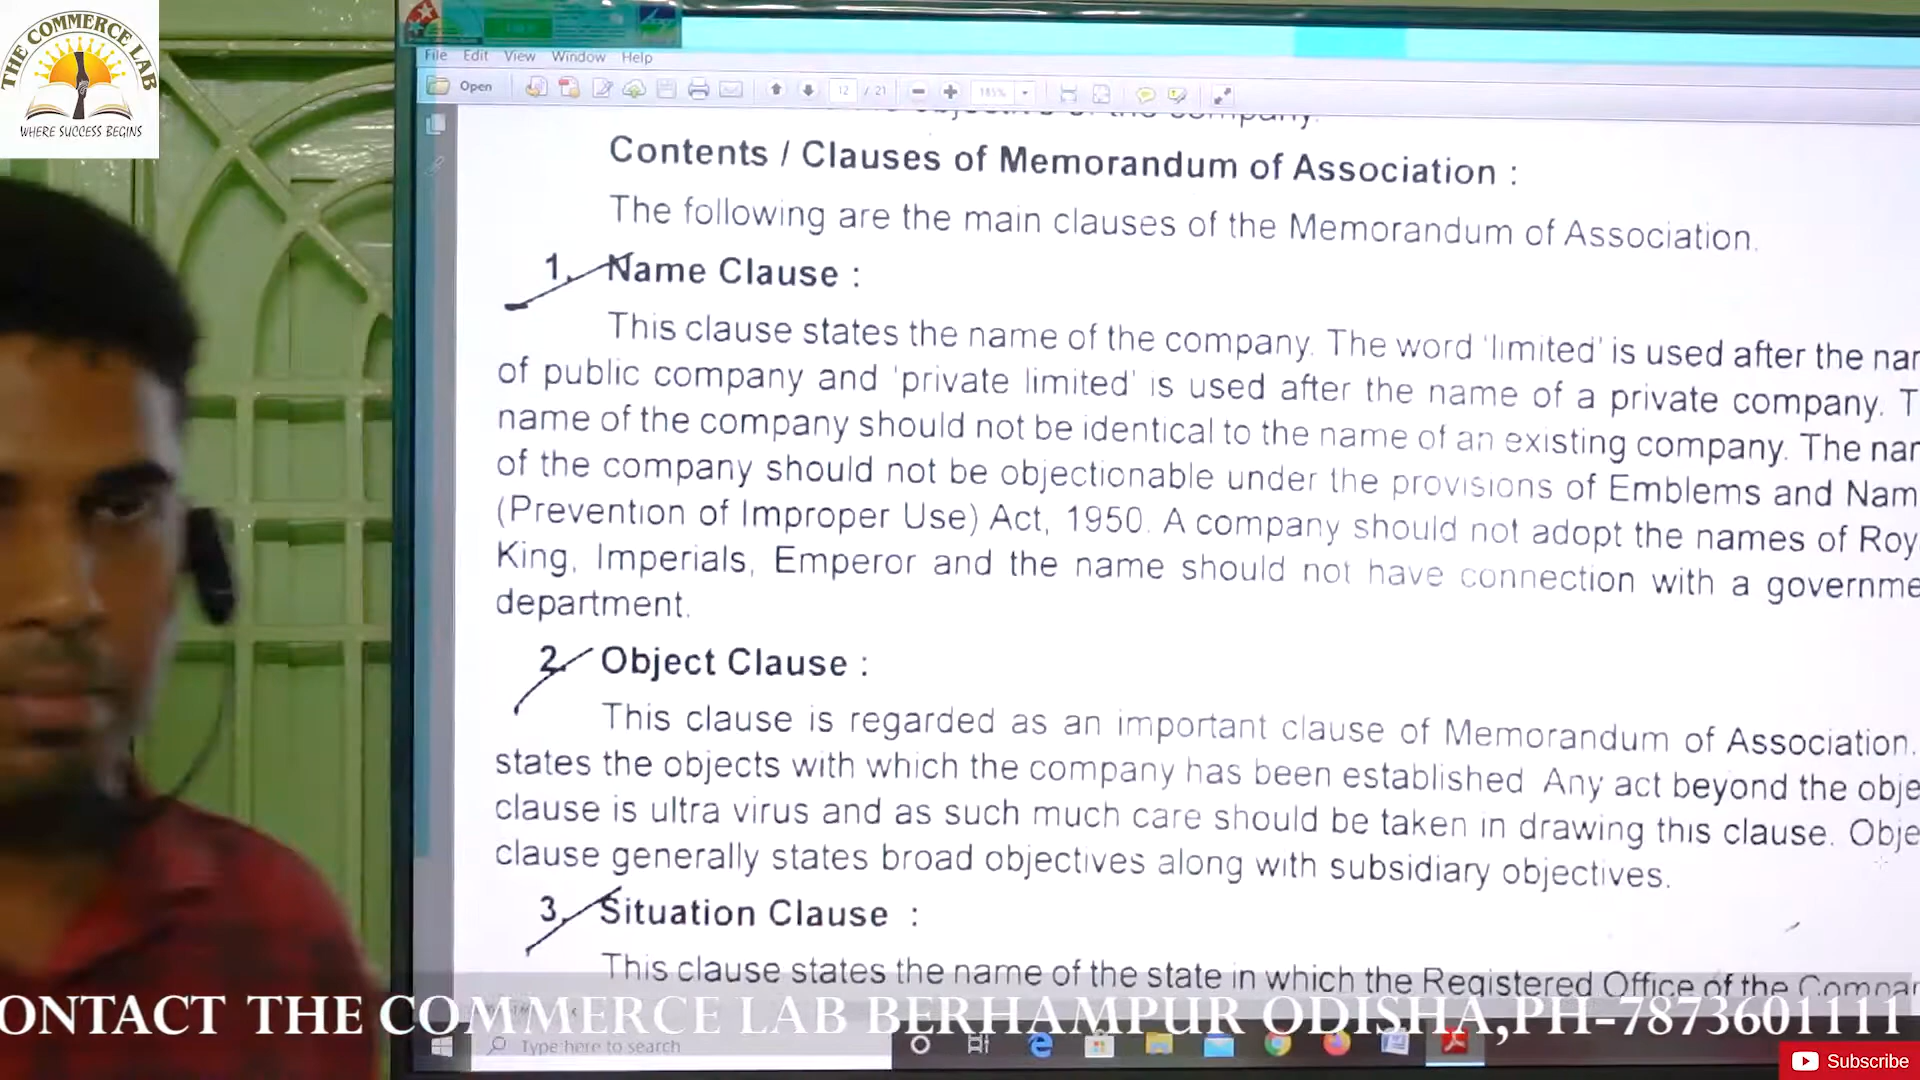 THE COMMERCE LAB
WHERE SUCCESS BEGINS
File Edit View Window Help
Open 12 / 21 185%
Contents / Clauses of Memorandum of Association :
The following are the main clauses of the Memorandum of Association.
1. Name Clause :
This clause states the name of the company. The word 'limited' is used after the nar
of public company and 'private limited' is used after the name of a private company. T
name of the company should not be identical to the name of an existing company. The nar
of the company should not be objectionable under the provisions of Emblems and Nam
(Prevention of Improper Use) Act, 1950. A company should not adopt the names of Roy
King, Imperials, Emperor and the name should not have connection with a governme
department.
2. Object Clause :
This clause is regarded as an important clause of Memorandum of Association.
states the objects with which the company has been established Any act beyond the obje
clause is ultra virus and as such much care should be taken in drawing this clause. Obje
clause generally states broad objectives along with subsidiary objectives.
3. Situation Clause :
This clause states the name of the state in which the Registered Office of the Compar
ONTACT THE COMMERCE LAB BERHAMPUR ODISHA,PH-7873601111
Type here to search
Subscribe